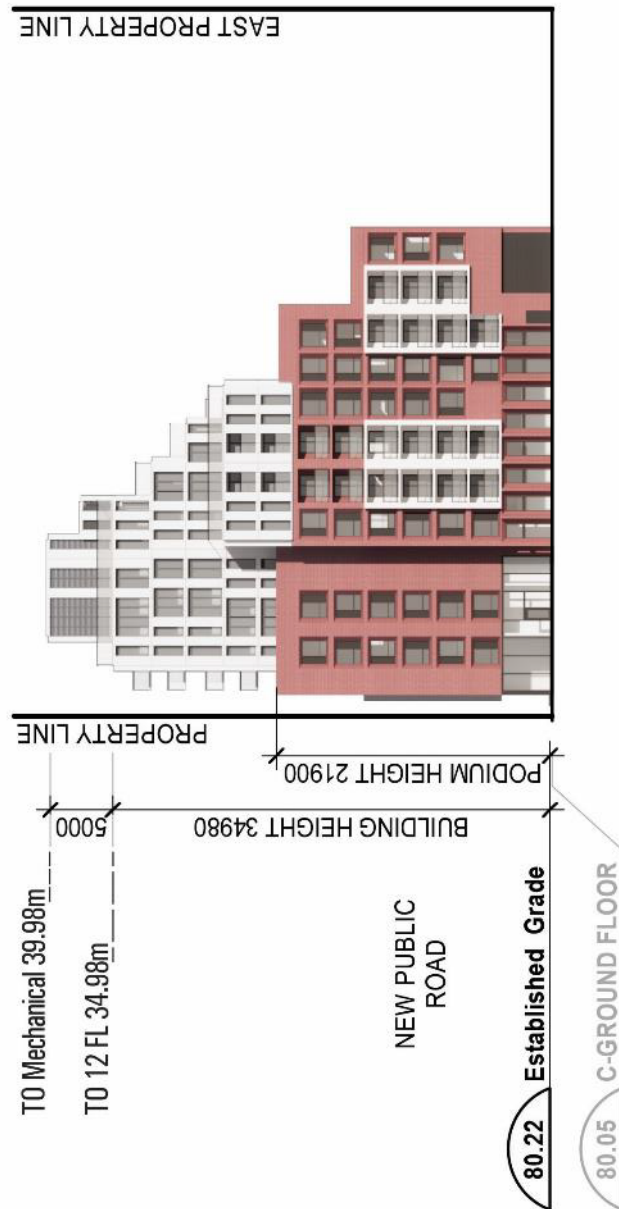 EAST PROPERTY LINE
PROPERTY LINE
PODIUM HEIGHT 21900
5000
BUILDING HEIGHT 34980
TO Mechanical 39.98m
TO 12 FL 34.98m
NEW PUBLIC
ROAD
80.22 Established Grade
80.05 C-GROUND FLOOR